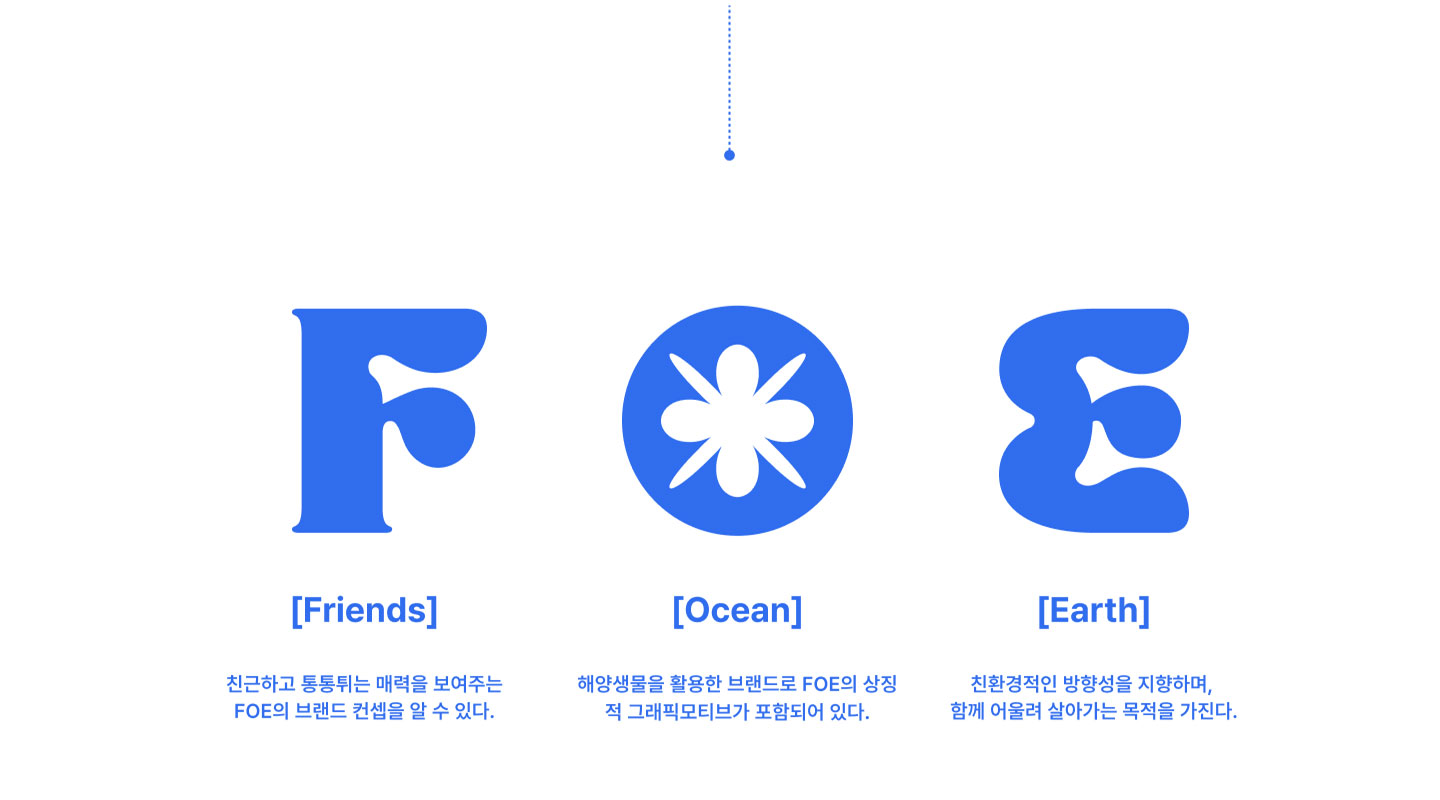 FOE
[Friends]
[Ocean]
[Earth]
친근하고 통통튀는 매력을 보여주는
FOE의 브랜드 컨셉을 알 수 있다.
해양생물을 활용한 브랜드로 FOE의 상징
적 그래픽모티브가 포함되어 있다.
친환경적인 방향성을 지향하며,
함께 어울려 살아가는 목적을 가진다.